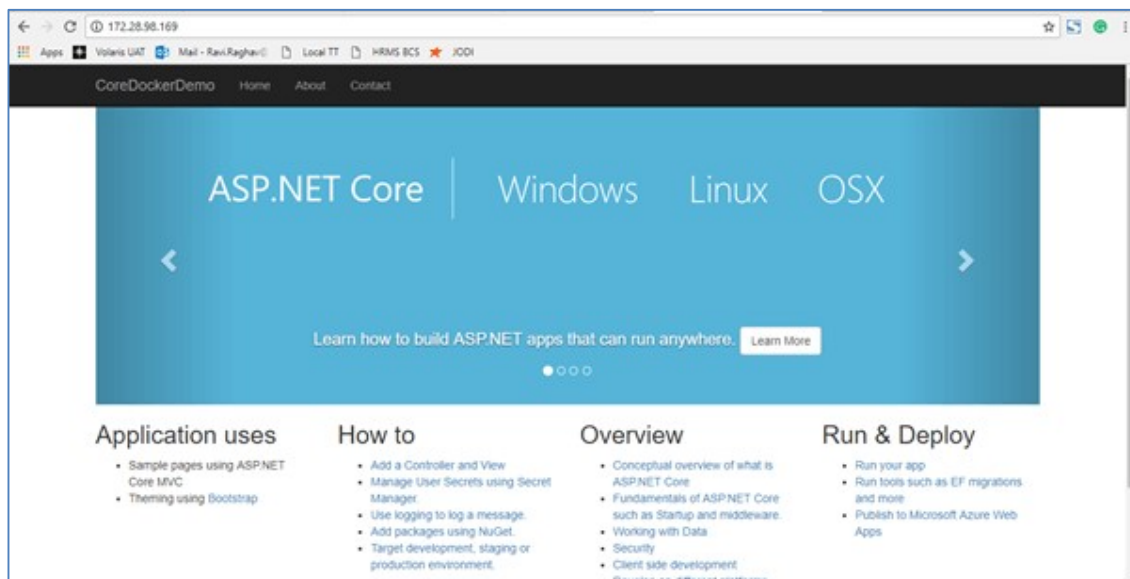 172.28.98.169
Apps Volaris UAT Mail - Ravi.Raghav© Local TT HRMS BCS JODI
CoreDockerDemo Home About Contact
ASP.NET Core Windows Linux OSX
Learn how to build ASP.NET apps that can run anywhere. Learn More
Application uses
Sample pages using ASP.NET
Core MVC
Theming using Bootstrap
How to
Add a Controller and View
Manage User Secrets using Secret
Manager.
Use logging to log a message.
Add packages using NuGet.
Target development, staging or
production environment.
Overview
Conceptual overview of what is
ASP.NET Core
Fundamentals of ASP.NET Core
such as Startup and middleware.
Working with Data
Security
Client side development
Develop on different platforms
Run & Deploy
Run your app
Run tools such as EF migrations
and more
Publish to Microsoft Azure Web
Apps